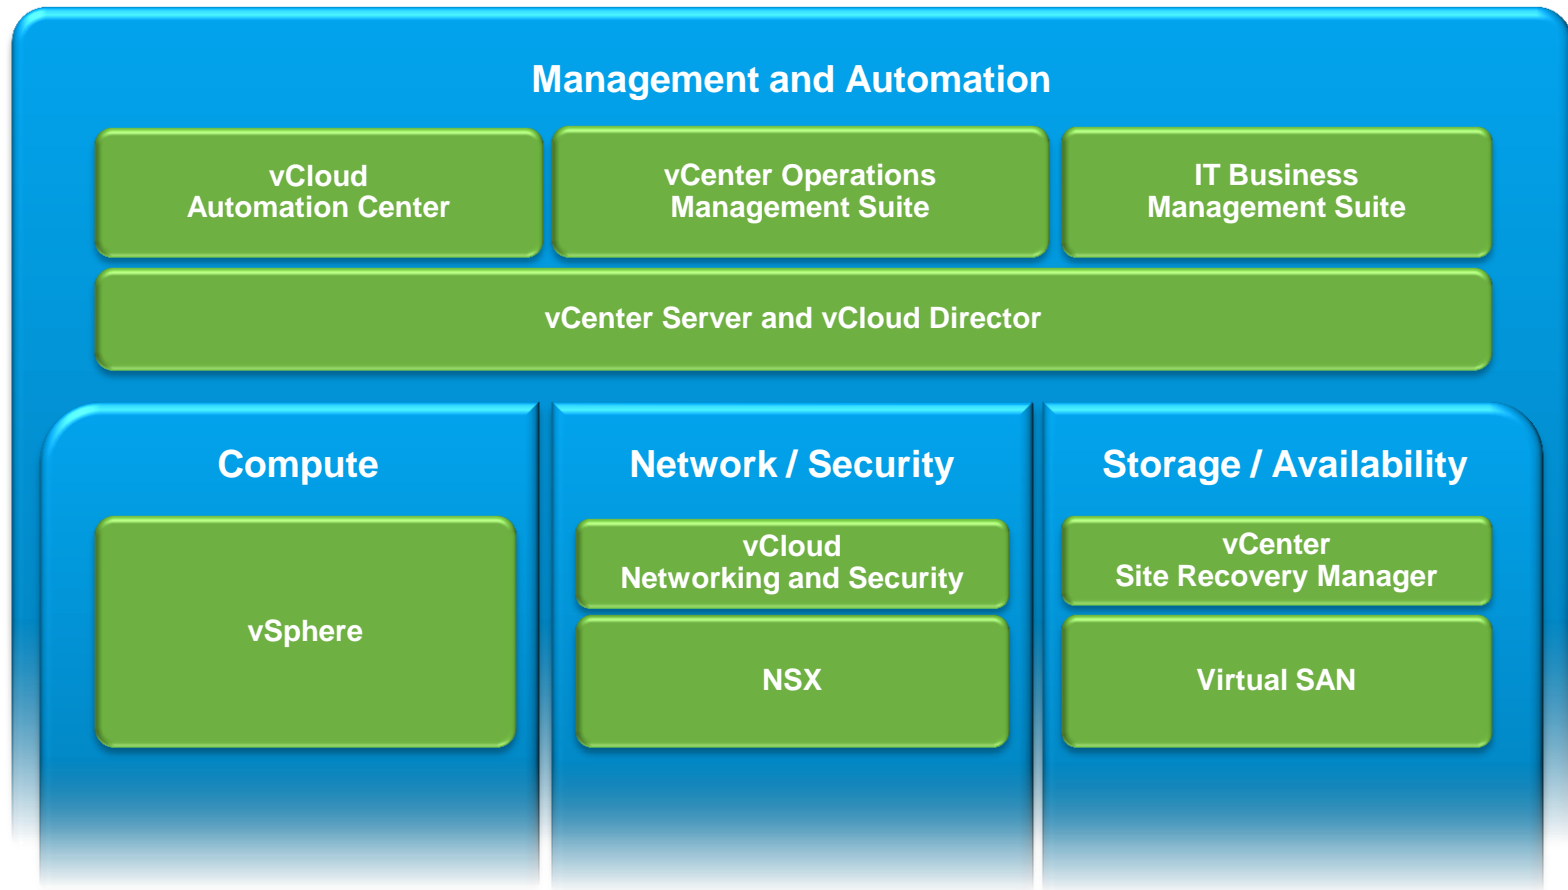 Management and Automation
vCloud
Automation Center
vCenter Operations
Management Suite
IT Business
Management Suite
vCenter Server and vCloud Director
Compute
Network / Security
Storage / Availability
vSphere
vCloud
Networking and Security
NSX
vCenter
Site Recovery Manager
Virtual SAN